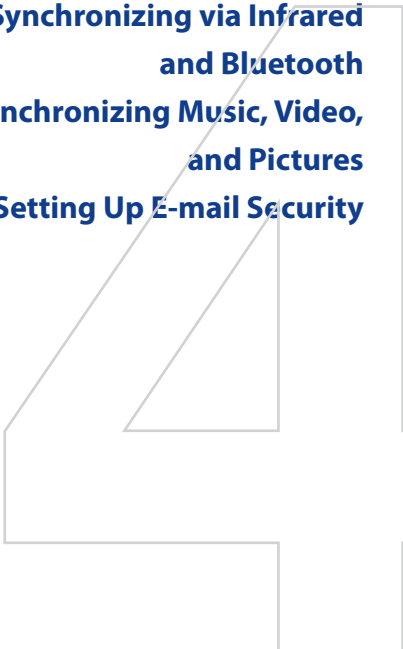 Synchronizing via Infrared
and Bluetooth
nchronizing Music, Video,
and Pictures
Setting Up E-mail Security
4